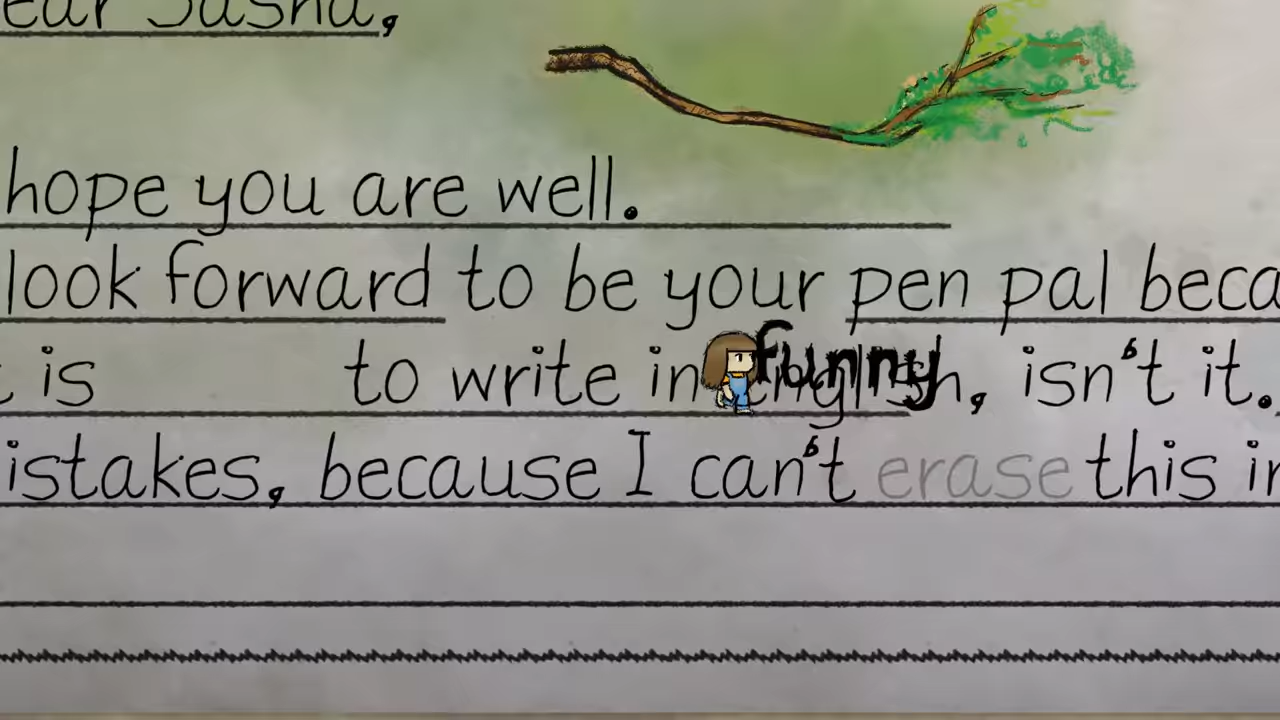 ear Sasha,
hope you are well.
look forward to be your pen pal beca
t is to write in English, isn't it.
funny
istakes, because I can't erase this in